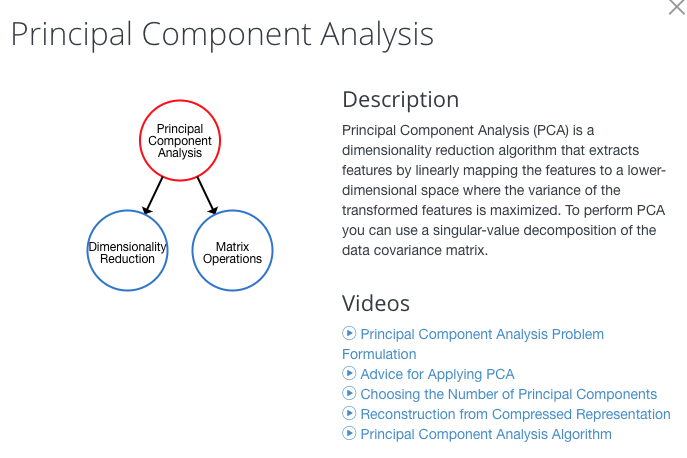 Principal Component Analysis
Principal
Component
Analysis
Dimensionality
Reduction
Matrix
Operations
Description
Principal Component Analysis (PCA) is a
dimensionality reduction algorithm that extracts
features by linearly mapping the features to a lower-
dimensional space where the variance of the
transformed features is maximized. To perform PCA
you can use a singular-value decomposition of the
data covariance matrix.
Videos
Principal Component Analysis Problem
Formulation
Advice for Applying PCA
Choosing the Number of Principal Components
Reconstruction from Compressed Representation
Principal Component Analysis Algorithm